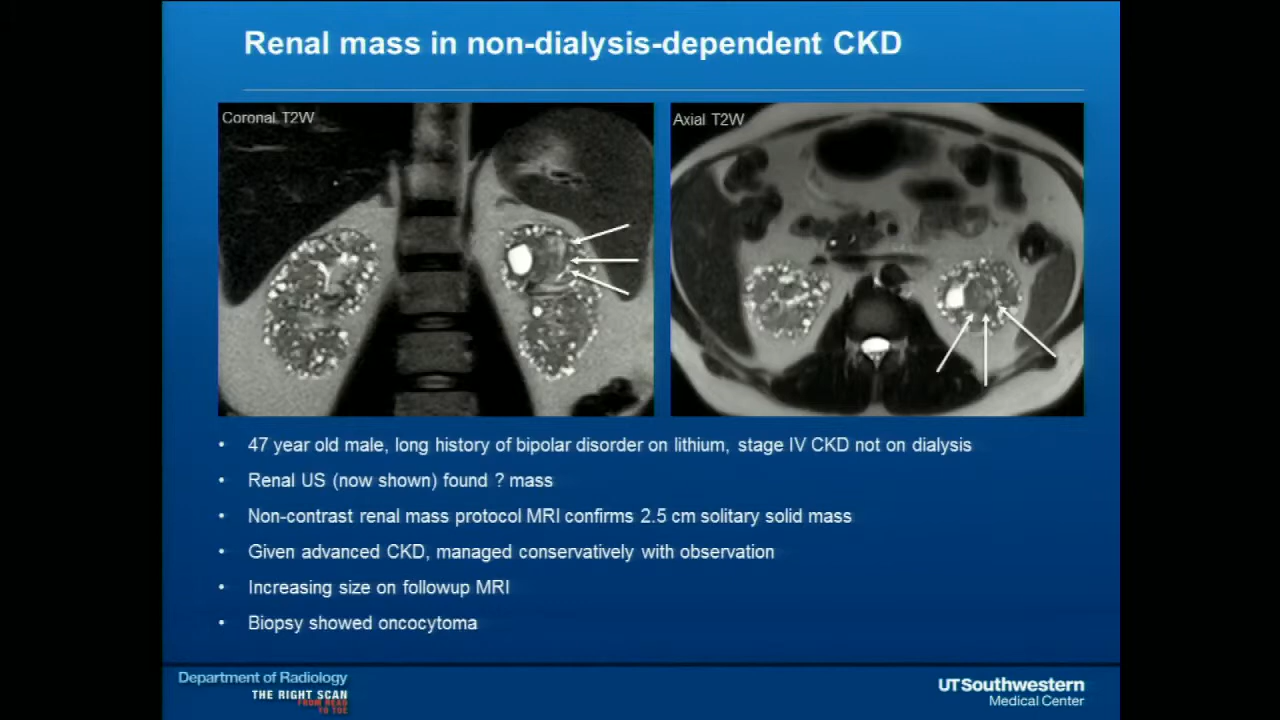 Renal mass in non-dialysis-dependent CKD
Coronal T2W
Axial T2W
• 47 year old male, long history of bipolar disorder on lithium, stage IV CKD not on dialysis
• Renal US (now shown) found ? mass
• Non-contrast renal mass protocol MRI confirms 2.5 cm solitary solid mass
• Given advanced CKD, managed conservatively with observation
• Increasing size on followup MRI
• Biopsy showed oncocytoma
Department of Radiology
THE RIGHT SCAN
FROM HEAD
TO TOE
UTSouthwestern
Medical Center